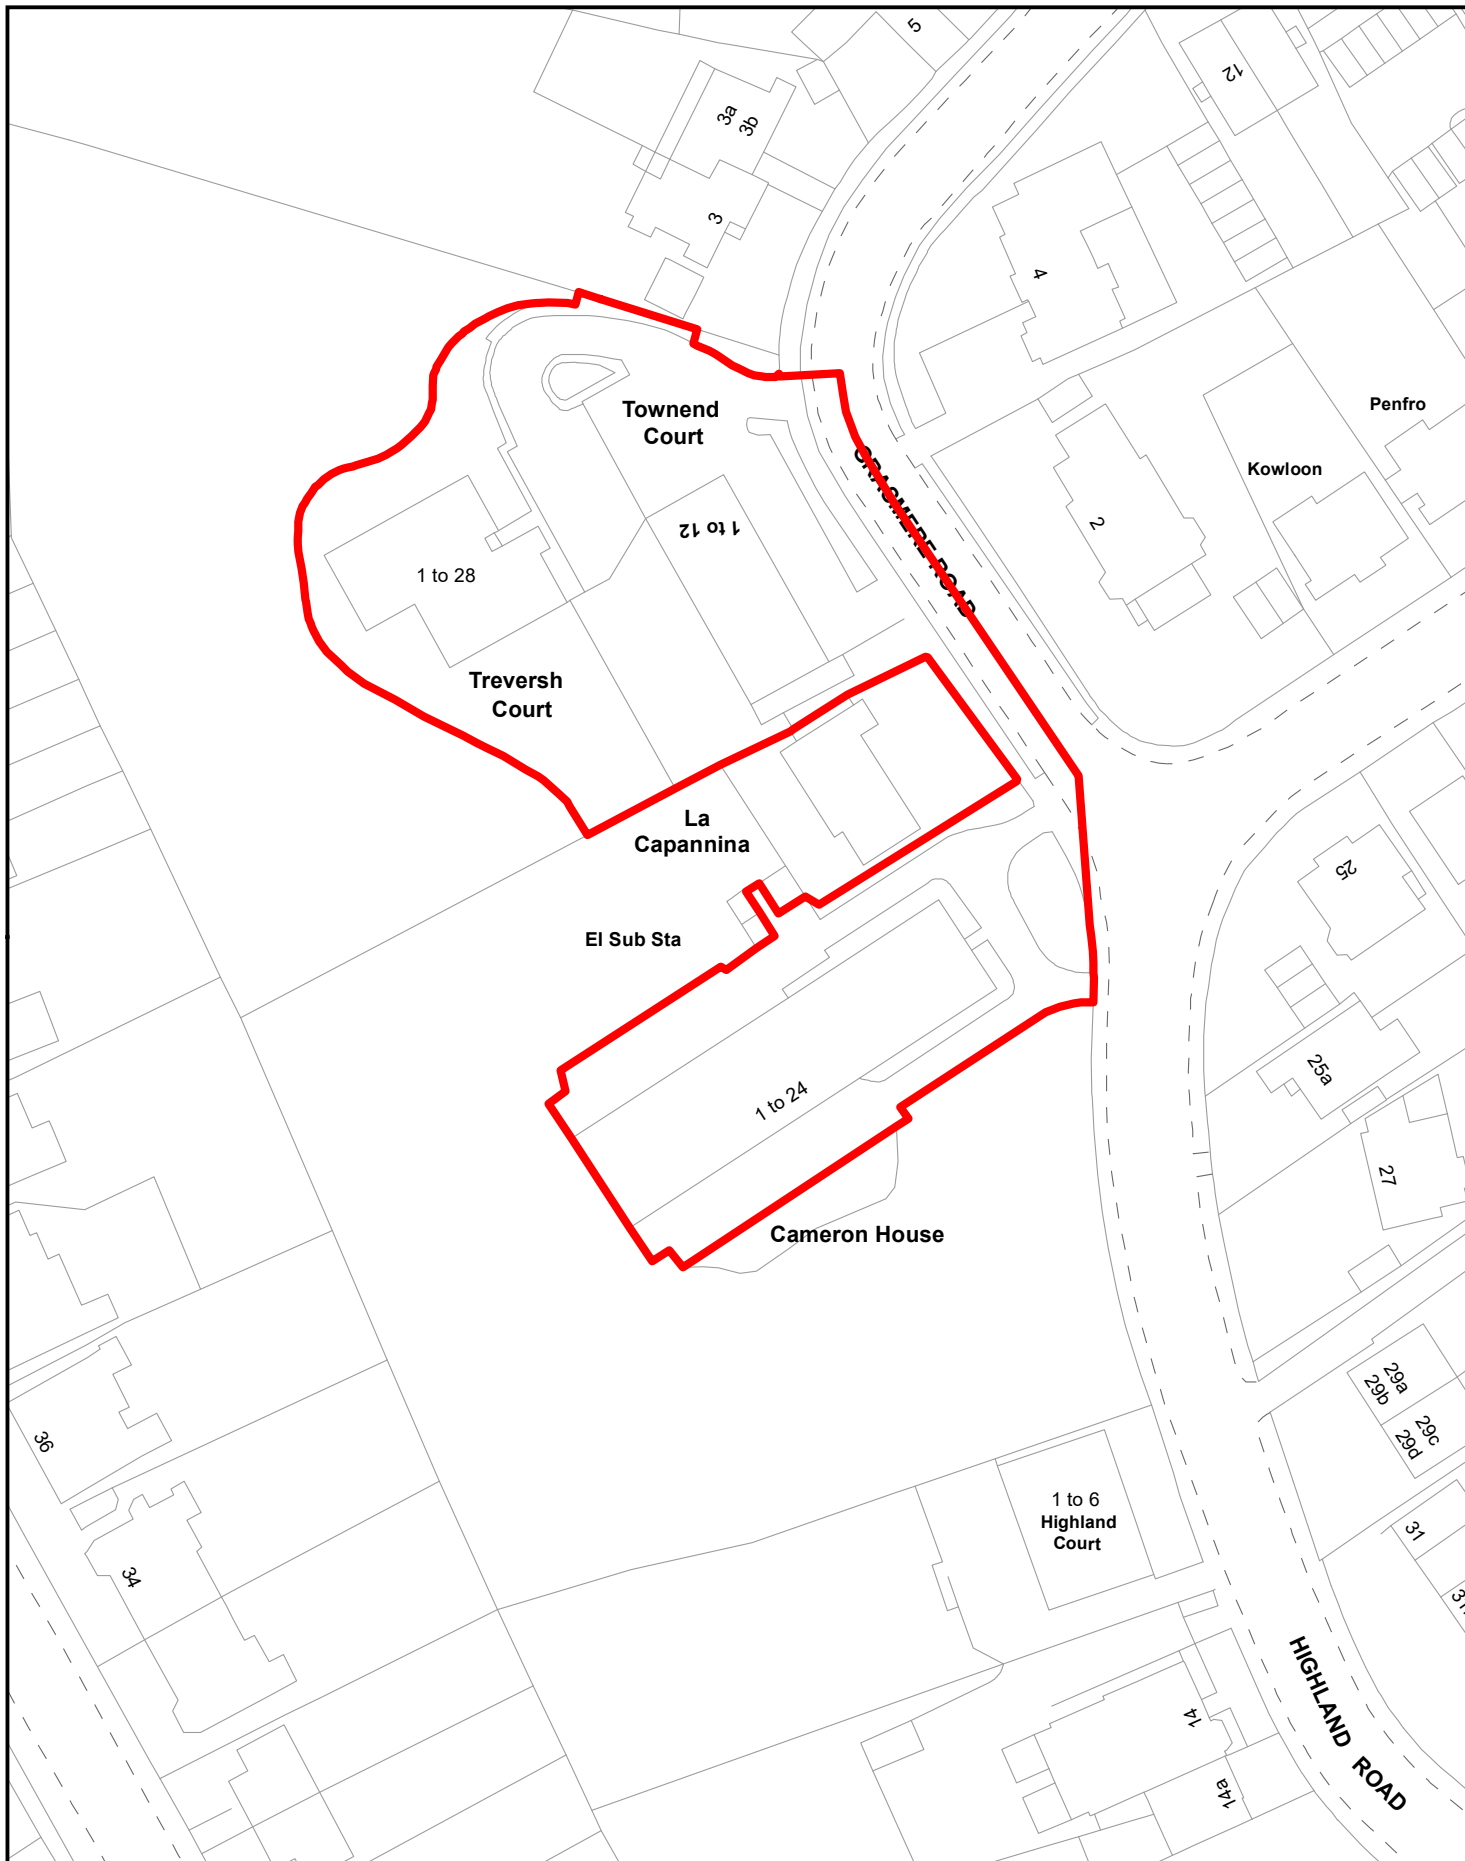 5
12
3a
3b
3
4
Townend
Court
Penfro
Kowloon
2
1 to 12
1 to 28
Treversh
Court
La
Capannina
25
El Sub Sta
25a
1 to 24
27
Cameron House
29a
29b
29c
29d
36
1 to 6
Highland
Court
31
34
14
14a
HIGHLAND ROAD